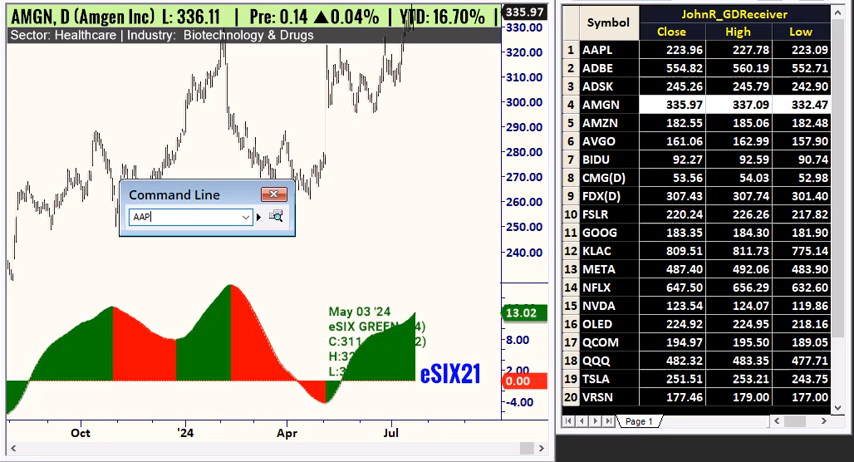 AMGN, D (Amgen Inc) L: 336.11 | Pre: 0.14 ▲0.04% | YTD: 16.70% |
Sector: Healthcare | Industry: Biotechnology & Drugs
335.97
330.00
320.00
310.00
300.00
290.00
280.00
270.00
260.00
250.00
240.00
Command Line
AAP
May 03 '24
eSIX GREEN
C:311
H:32
L:3
eSIX21
13.02
8.00
2.00
0.00
-4.00
Oct '24 Apr Jul
JohnR_GDReceiver
Symbol Close High Low
1 AAPL 223.96 227.78 223.09
2 ADBE 554.82 560.19 552.71
3 ADSK 245.26 245.79 242.90
4 AMGN 335.97 337.09 332.47
5 AMZN 182.55 185.06 182.48
6 AVGO 161.06 162.99 157.90
7 BIDU 92.27 92.59 90.74
8 CMG(D) 53.56 54.03 52.98
9 FDX(D) 307.43 307.74 301.40
10 FSLR 220.24 226.26 217.82
11 GOOG 183.35 184.30 181.90
12 KLAC 809.51 811.73 775.14
13 META 487.40 492.06 483.90
14 NFLX 647.50 656.29 632.60
15 NVDA 123.54 124.07 119.86
16 OLED 224.92 224.95 218.16
17 QCOM 194.97 195.50 189.05
18 QQQ 482.32 483.35 477.71
19 TSLA 251.51 253.21 243.75
20 VRSN 177.46 179.00 177.00
Page 1